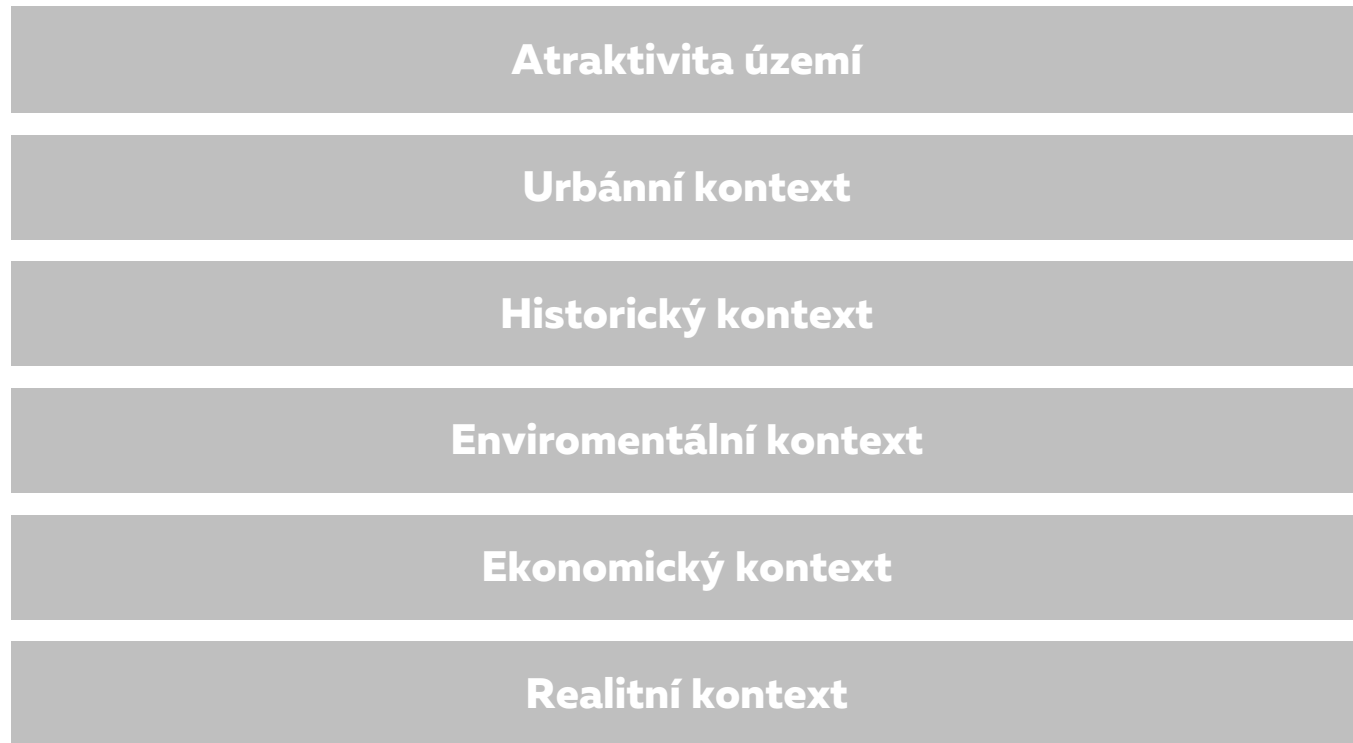 Atraktivita území
Urbánní kontext
Historický kontext
Enviromentální kontext
Ekonomický kontext
Realitní kontext